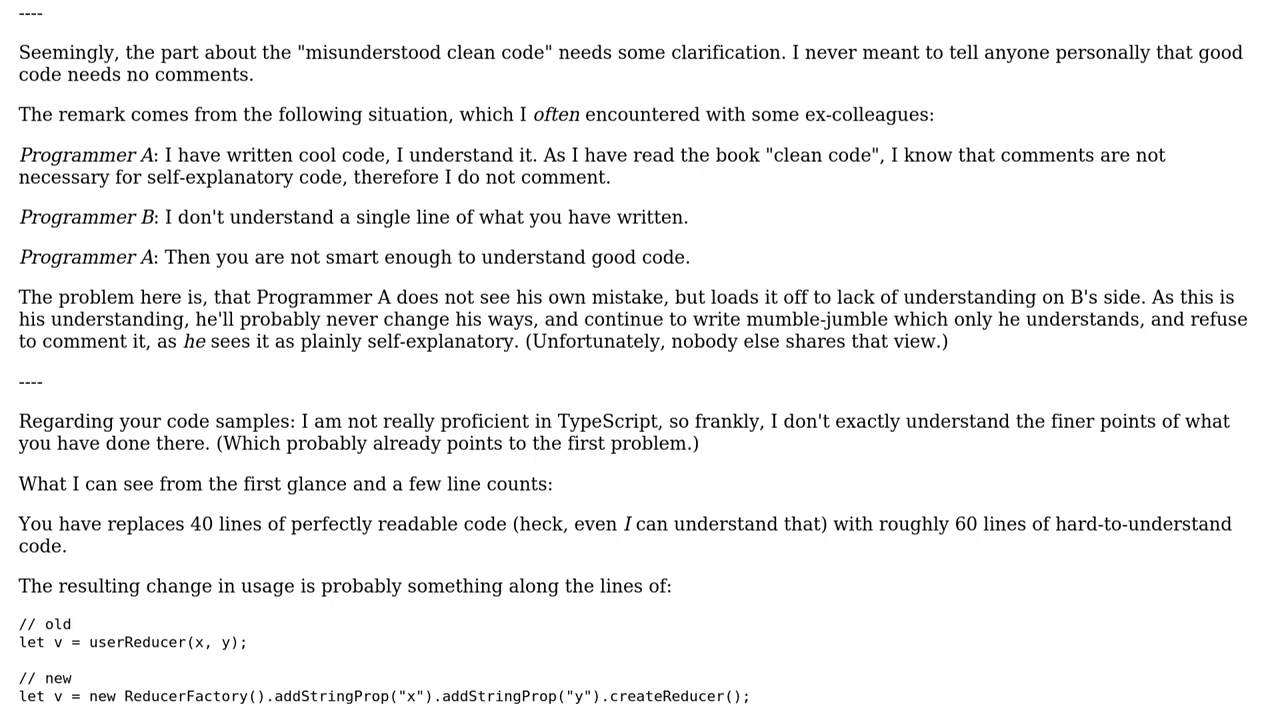 ----
Seemingly, the part about the "misunderstood clean code" needs some clarification. I never meant to tell anyone personally that good
code needs no comments.
The remark comes from the following situation, which I often encountered with some ex-colleagues:
Programmer A: I have written cool code, I understand it. As I have read the book "clean code", I know that comments are not
necessary for self-explanatory code, therefore I do not comment.
Programmer B: I don't understand a single line of what you have written.
Programmer A: Then you are not smart enough to understand good code.
The problem here is, that Programmer A does not see his own mistake, but loads it off to lack of understanding on B's side. As this is
his understanding, he'll probably never change his ways, and continue to write mumble-jumble which only he understands, and refuse
to comment it, as he sees it as plainly self-explanatory. (Unfortunately, nobody else shares that view.)
----
Regarding your code samples: I am not really proficient in TypeScript, so frankly, I don't exactly understand the finer points of what
you have done there. (Which probably already points to the first problem.)
What I can see from the first glance and a few line counts:
You have replaces 40 lines of perfectly readable code (heck, even I can understand that) with roughly 60 lines of hard-to-understand
code.
The resulting change in usage is probably something along the lines of:
// old
let v = userReducer(x, y);
// new
let v = new ReducerFactory().addStringProp("x").addStringProp("y").createReducer();